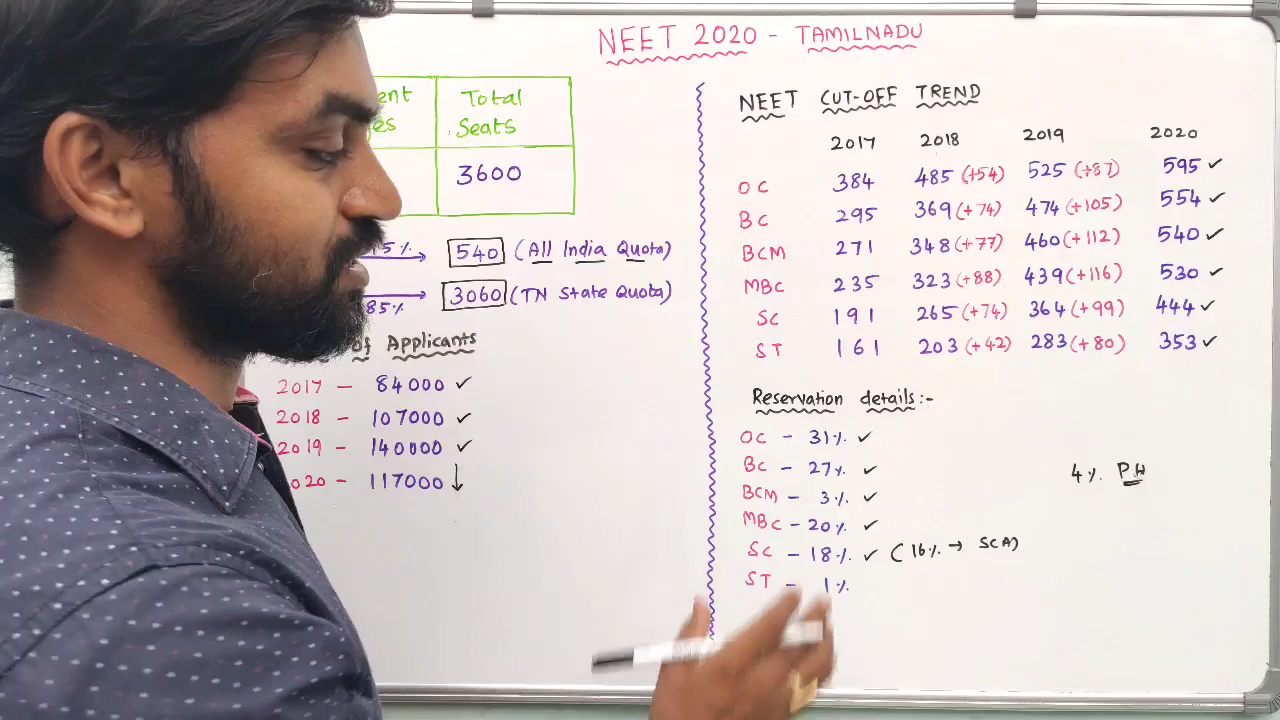 NEET 2020 - TAMILNADU
Total
Seats
3600
15% 540 (All India Quota)
85% 3060 (TN State Quota)
of Applicants
2017 - 84000 ✓
2018 - 107000 ✓
2019 - 140000 ✓
2020 - 117000 ↓
NEET CUT-OFF TREND
2017 2018 2019 2020
OC 384 485 (+54) 525 (+87) 595 ✓
BC 295 369 (+74) 474 (+105) 554 ✓
BCM 271 348 (+77) 460 (+112) 540 ✓
MBC 235 323 (+88) 439 (+116) 530 ✓
SC 191 265 (+74) 364 (+99) 444 ✓
ST 161 203 (+42) 283 (+80) 353 ✓
Reservation details:-
OC - 31% ✓
BC - 27% ✓
BCM - 3% ✓
MBC - 20% ✓
SC - 18% ✓ (16% → SCA)
ST - 1%
4% PH